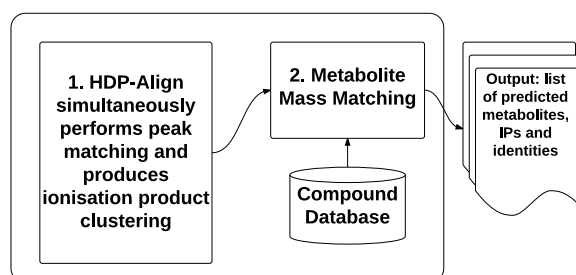 1. HDP-Align
simultaneously
performs peak
matching and
produces
ionisation product
clustering
2. Metabolite
Mass Matching
Compound
Database
Output: list
of predicted
metabolites,
IPs and
identities